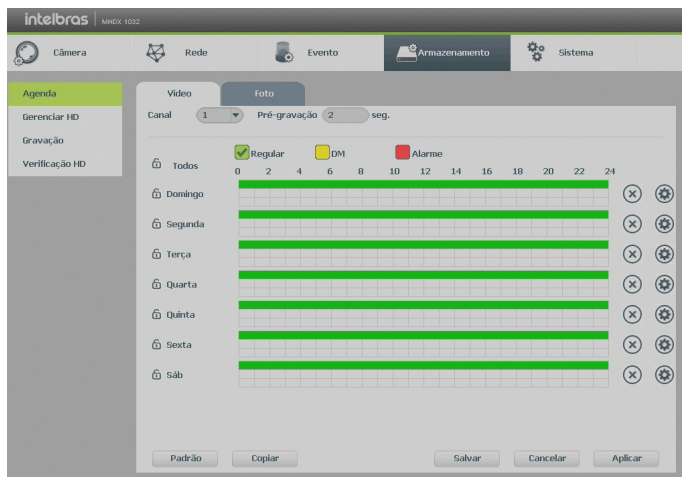 intelbras MHDX 1032
Câmera Rede Evento Armazenamento Sistema
Agenda
Gerenciar HD
Gravação
Verificação HD
Video Foto
Canal 1 Pré-gravação 2 seg.
Todos Regular DM Alarme
0 2 4 6 8 10 12 14 16 18 20 22 24
Domingo
Segunda
Terça
Quarta
Quinta
Sexta
Sáb
Padrão Copiar Salvar Cancelar Aplicar